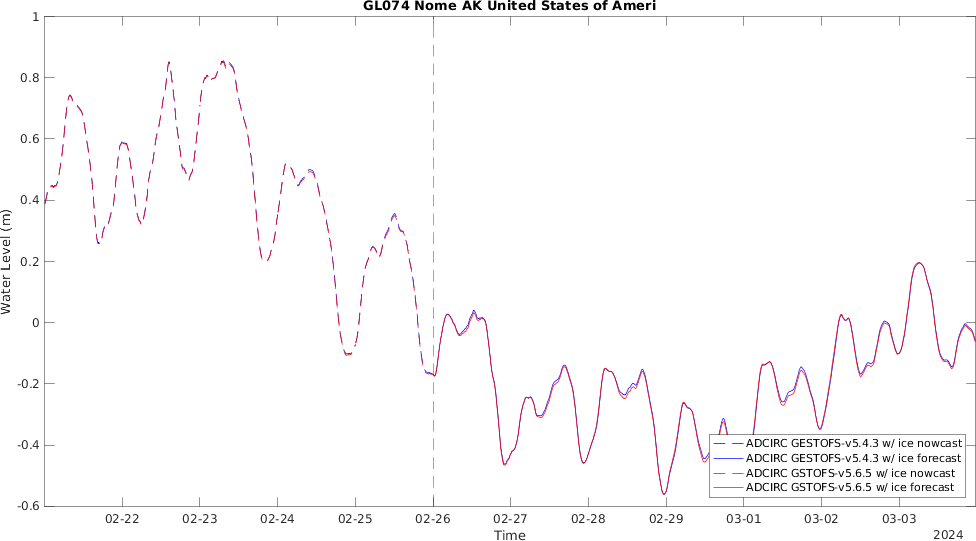 GL074 Nome AK United States of Ameri
1
0.8
0.6
0.4
0.2
0
-0.2
-0.4
-0.6
Water Level (m)
ADCIRC GESTOFS-v5.4.3 w/ ice nowcast
ADCIRC GESTOFS-v5.4.3 w/ ice forecast
ADCIRC GSTOFS-v5.6.5 w/ ice nowcast
ADCIRC GSTOFS-v5.6.5 w/ ice forecast
02-22 02-23 02-24 02-25 02-26 02-27 02-28 02-29 03-01 03-02 03-03
Time
2024